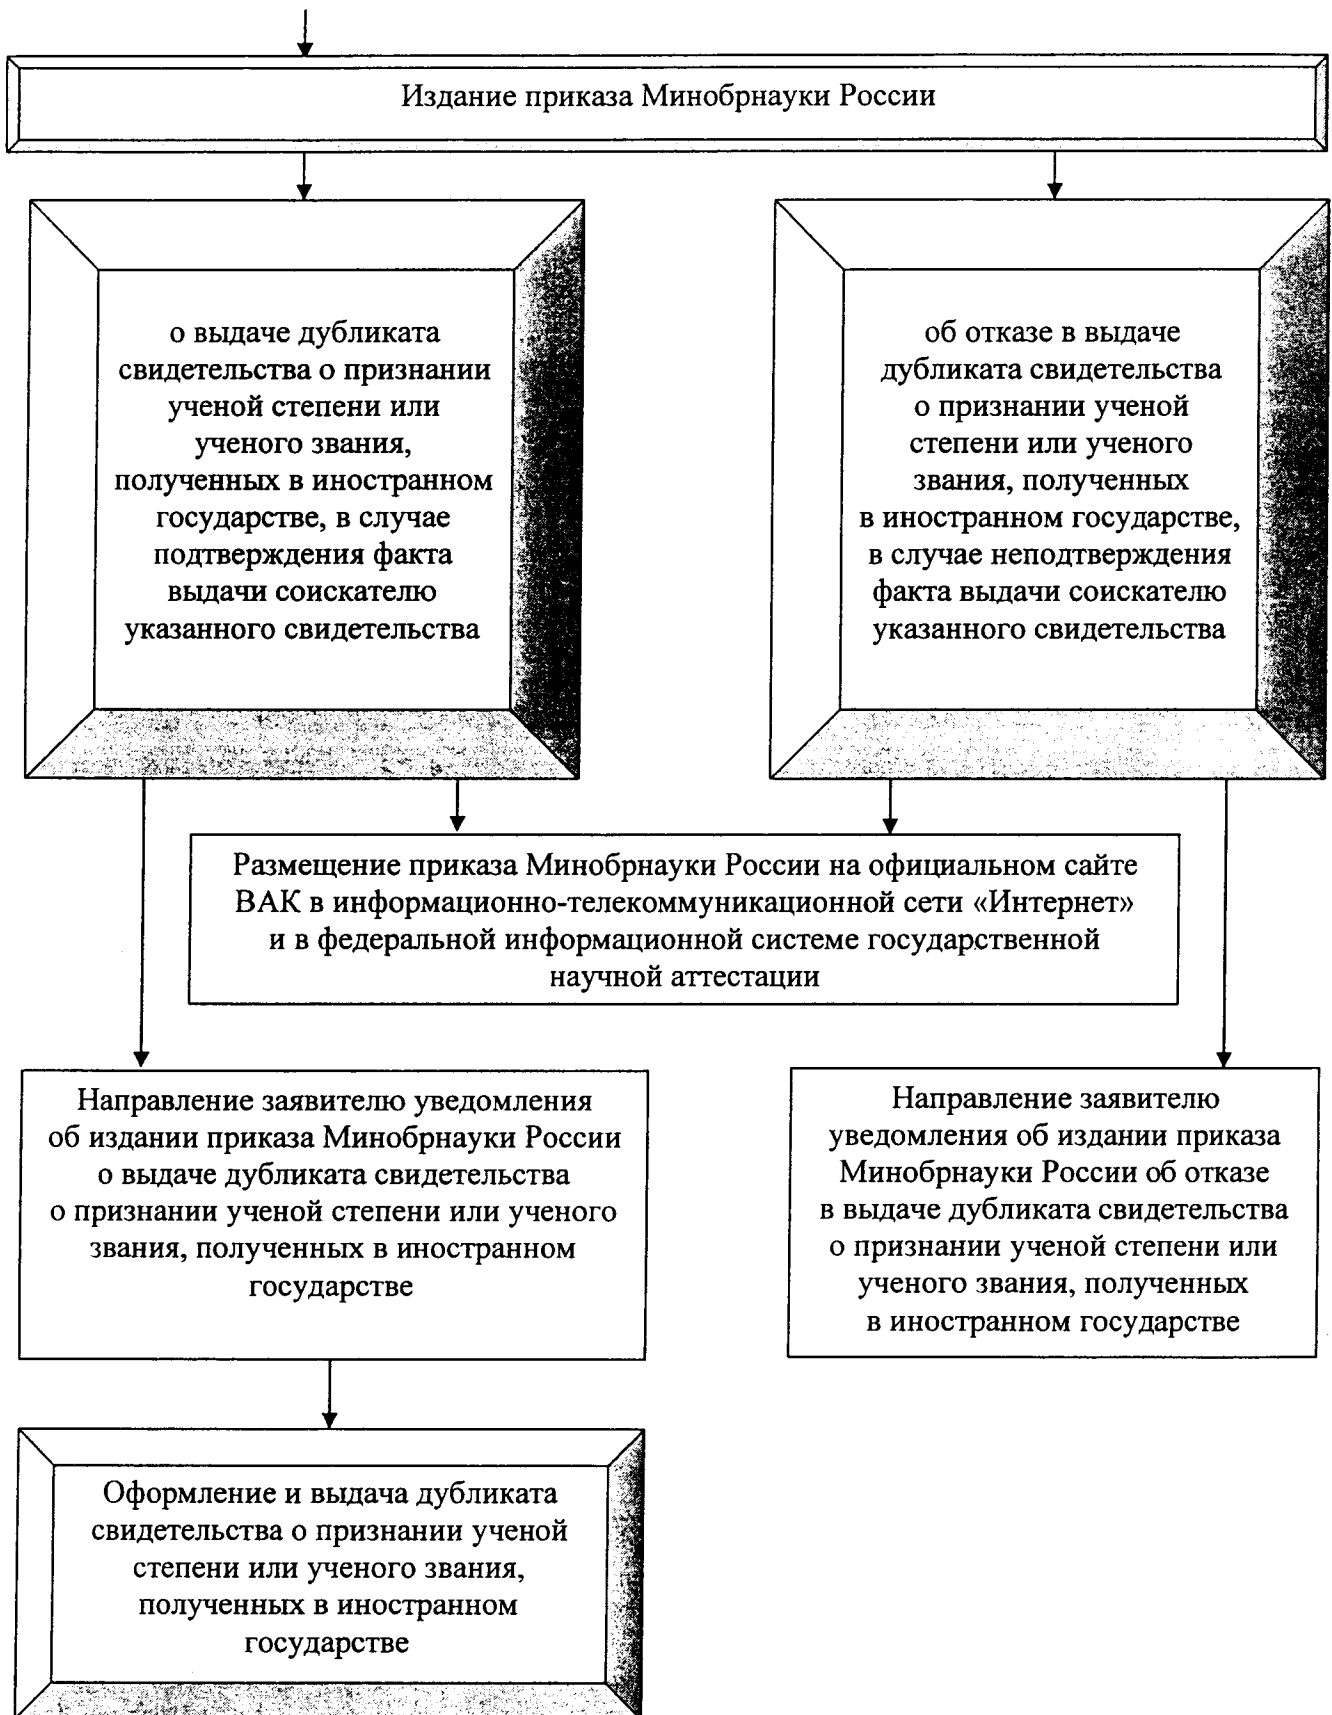 Издание приказа Минобрнауки России
о выдаче дубликата
свидетельства о признании
ученой степени или
ученого звания,
полученных в иностранном
государстве, в случае
подтверждения факта
выдачи соискателю
указанного свидетельства
об отказе в выдаче
дубликата свидетельства
о признании ученой
степени или ученого
звания, полученных
в иностранном государстве,
в случае неподтверждения
факта выдачи соискателю
указанного свидетельства
Размещение приказа Минобрнауки России на официальном сайте
ВАК в информационно-телекоммуникационной сети «Интернет»
и в федеральной информационной системе государственной
научной аттестации
Направление заявителю уведомления
об издании приказа Минобрнауки России
о выдаче дубликата свидетельства
о признании ученой степени или ученого
звания, полученных в иностранном
государстве
Направление заявителю
уведомления об издании приказа
Минобрнауки России об отказе
в выдаче дубликата свидетельства
о признании ученой степени или
ученого звания, полученных
в иностранном государстве
Оформление и выдача дубликата
свидетельства о признании ученой
степени или ученого звания,
полученных в иностранном
государстве